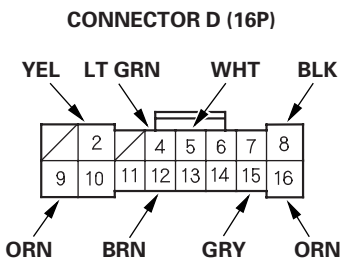 CONNECTOR D (16P)
YEL LT GRN WHT BLK
2 4 5 6 7 8
9 10 11 12 13 14 15 16
ORN BRN GRY ORN